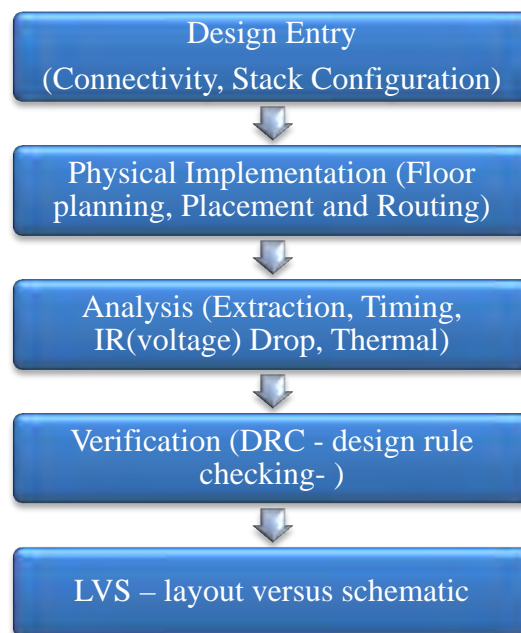 Design Entry
(Connectivity, Stack Configuration)
Physical Implementation (Floor
planning, Placement and Routing)
Analysis (Extraction, Timing,
IR(voltage) Drop, Thermal)
Verification (DRC - design rule
checking- )
LVS – layout versus schematic